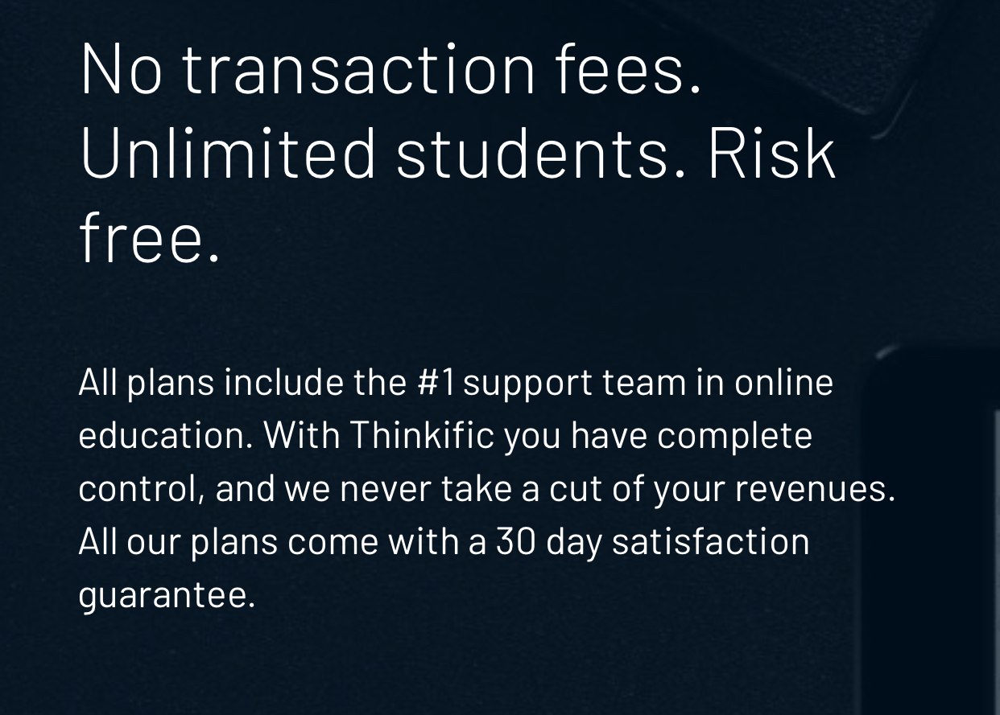 No transaction fees.
Unlimited students. Risk
free.
All plans include the #1 support team in online
education. With Thinkific you have complete
control, and we never take a cut of your revenues.
All our plans come with a 30 day satisfaction
guarantee.